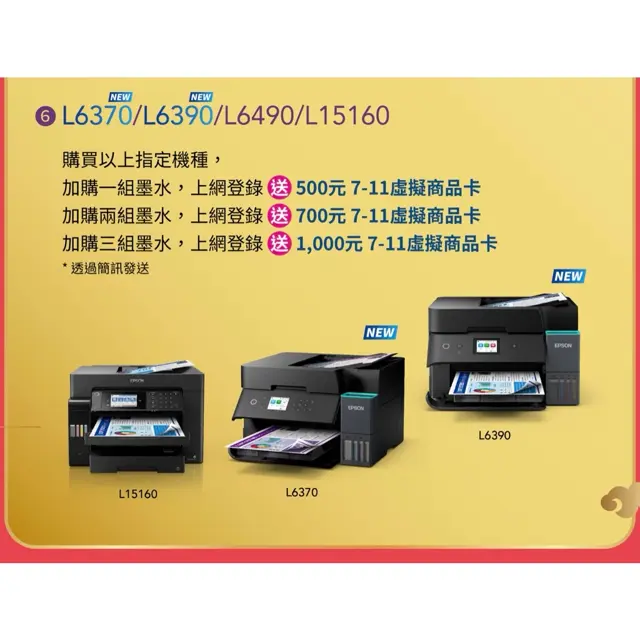 NEW NEW
6 L6370/L6390/L6490/L15160
購買以上指定機種，
加購一組墨水，上網登錄 送 500元 7-11虛擬商品卡
加購兩組墨水，上網登錄 送 700元 7-11虛擬商品卡
加購三組墨水，上網登錄 送 1,000元 7-11虛擬商品卡
* 透過簡訊發送
NEW
NEW
EPSON
EPSON
EPSON
L6390
L15160
L6370